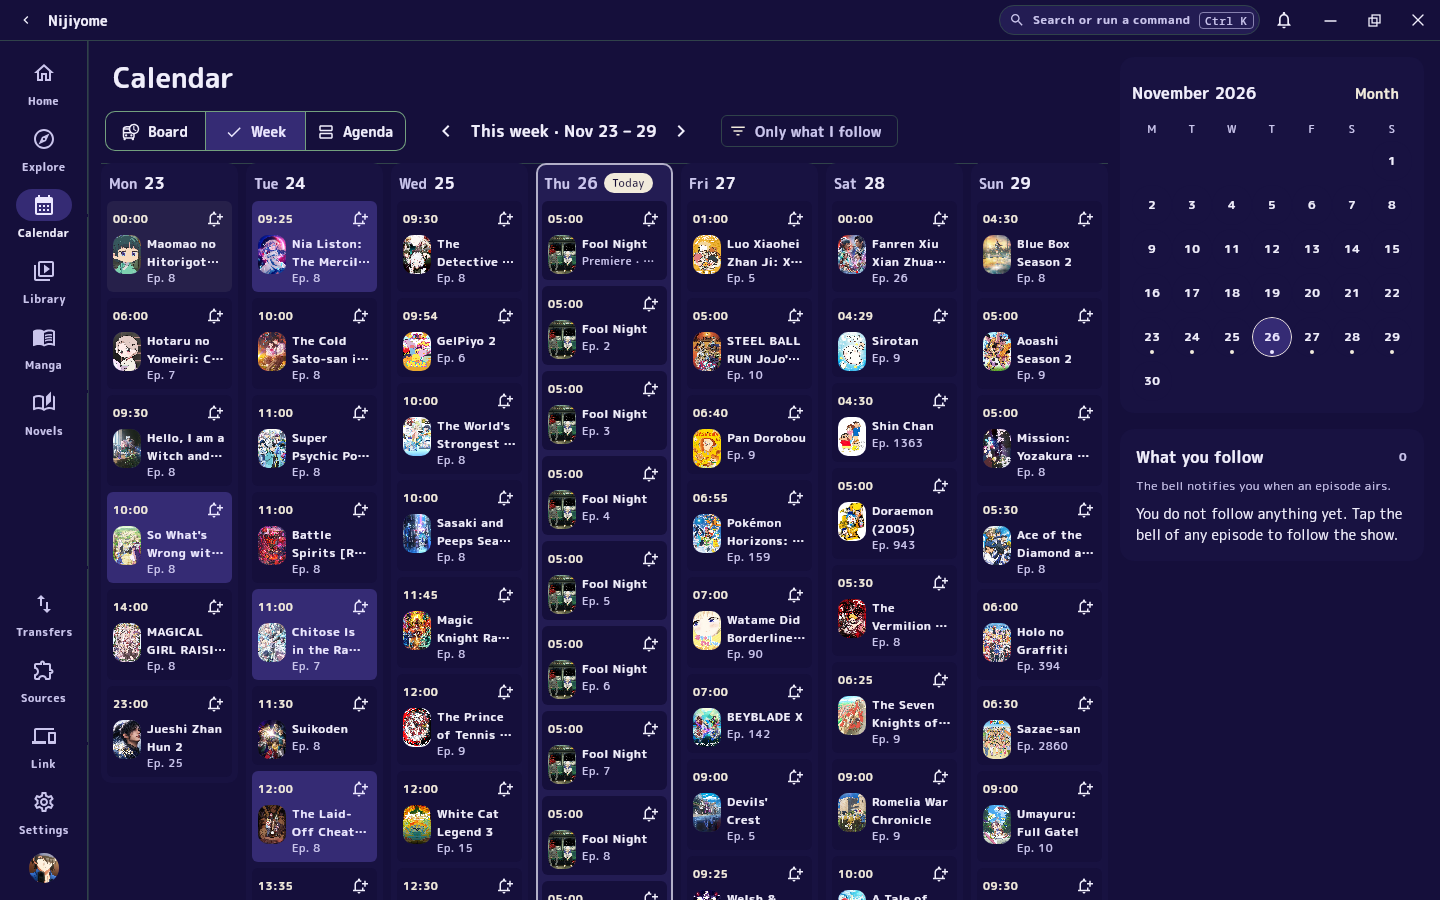 Nijiyome
Search or run a command
Ctrl K
Home
Explore
Calendar
Library
Manga
Novels
Transfers
Sources
Link
Settings
Calendar
Board
Week
Agenda
This week · Nov 23 – 29
Only what I follow
Mon 23
00:00
Maomao no
Hitorigot…
Ep. 8
06:00
Hotaru no
Yomeiri: C…
Ep. 7
09:30
Hello, I am a
Witch and…
Ep. 8
10:00
So What's
Wrong wit…
Ep. 8
14:00
MAGICAL
GIRL RAISI…
Ep. 8
23:00
Jueshi Zhan
Hun 2
Ep. 25
Tue 24
09:25
Nia Liston:
The Mercil…
Ep. 8
10:00
The Cold
Sato-san i…
Ep. 8
11:00
Super
Psychic Po…
Ep. 8
11:00
Battle
Spirits [R…
Ep. 8
11:00
Chitose Is
in the Ra…
Ep. 7
11:30
Suikoden
Ep. 8
12:00
The Laid-
Off Cheat…
Ep. 8
13:35
Wed 25
09:30
The
Detective …
Ep. 8
09:54
GelPiyo 2
Ep. 6
10:00
The World's
Strongest …
Ep. 8
10:00
Sasaki and
Peeps Sea…
Ep. 8
11:45
Magic
Knight Ra…
Ep. 8
12:00
The Prince
of Tennis …
Ep. 9
12:00
White Cat
Legend 3
Ep. 15
12:30
Thu 26
Today
05:00
Fool Night
Premiere · …
05:00
Fool Night
Ep. 2
05:00
Fool Night
Ep. 3
05:00
Fool Night
Ep. 4
05:00
Fool Night
Ep. 5
05:00
Fool Night
Ep. 6
05:00
Fool Night
Ep. 7
05:00
Fool Night
Ep. 8
05:00
Fri 27
01:00
Luo Xiaohei
Zhan Ji: X…
Ep. 5
05:00
STEEL BALL
RUN JoJo'…
Ep. 10
06:40
Pan Dorobou
Ep. 9
06:55
Pokémon
Horizons: …
Ep. 159
07:00
Watame Did
Borderline…
Ep. 90
07:00
BEYBLADE X
Ep. 142
09:00
Devils'
Crest
Ep. 5
09:25
Welsh &
Sat 28
00:00
Fanren Xiu
Xian Zhua…
Ep. 26
04:29
Sirotan
Ep. 9
04:30
Shin Chan
Ep. 1363
05:00
Doraemon
(2005)
Ep. 943
05:30
The
Vermilion …
Ep. 8
06:25
The Seven
Knights of…
Ep. 9
09:00
Romelia War
Chronicle
Ep. 9
10:00
A Tale of
Sun 29
04:30
Blue Box
Season 2
Ep. 8
05:00
Aoashi
Season 2
Ep. 9
05:00
Mission:
Yozakura …
Ep. 8
05:30
Ace of the
Diamond a…
Ep. 8
06:00
Holo no
Graffiti
Ep. 394
06:30
Sazae-san
Ep. 2860
09:00
Umayuru:
Full Gate!
Ep. 10
09:30
November 2026
Month
M T W T F S S
1
2 3 4 5 6 7 8
9 10 11 12 13 14 15
16 17 18 19 20 21 22
23 24 25 26 27 28 29
30
What you follow
0
The bell notifies you when an episode airs.
You do not follow anything yet. Tap the
bell of any episode to follow the show.